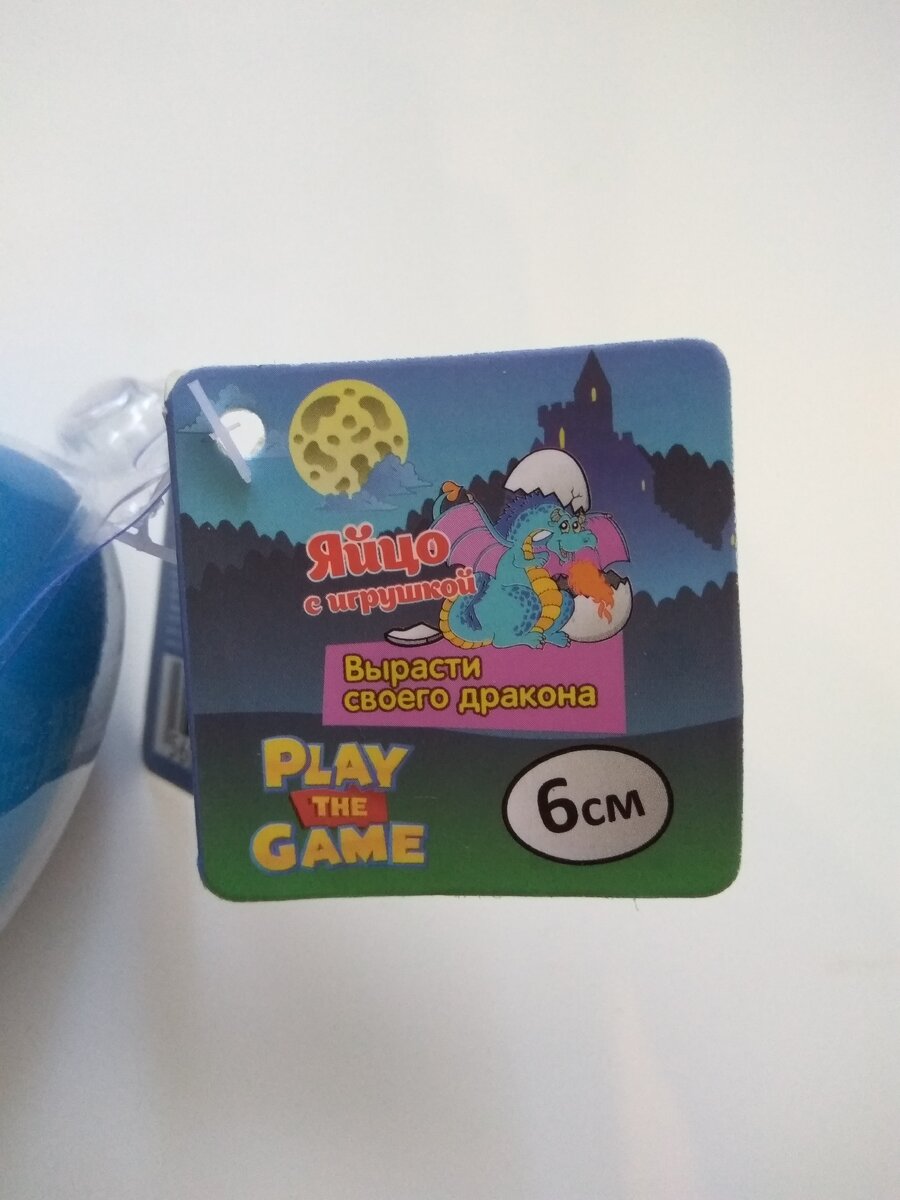 Яйцо
с игрушкой
Вырасти
своего дракона
PLAY
THE
GAME
6см